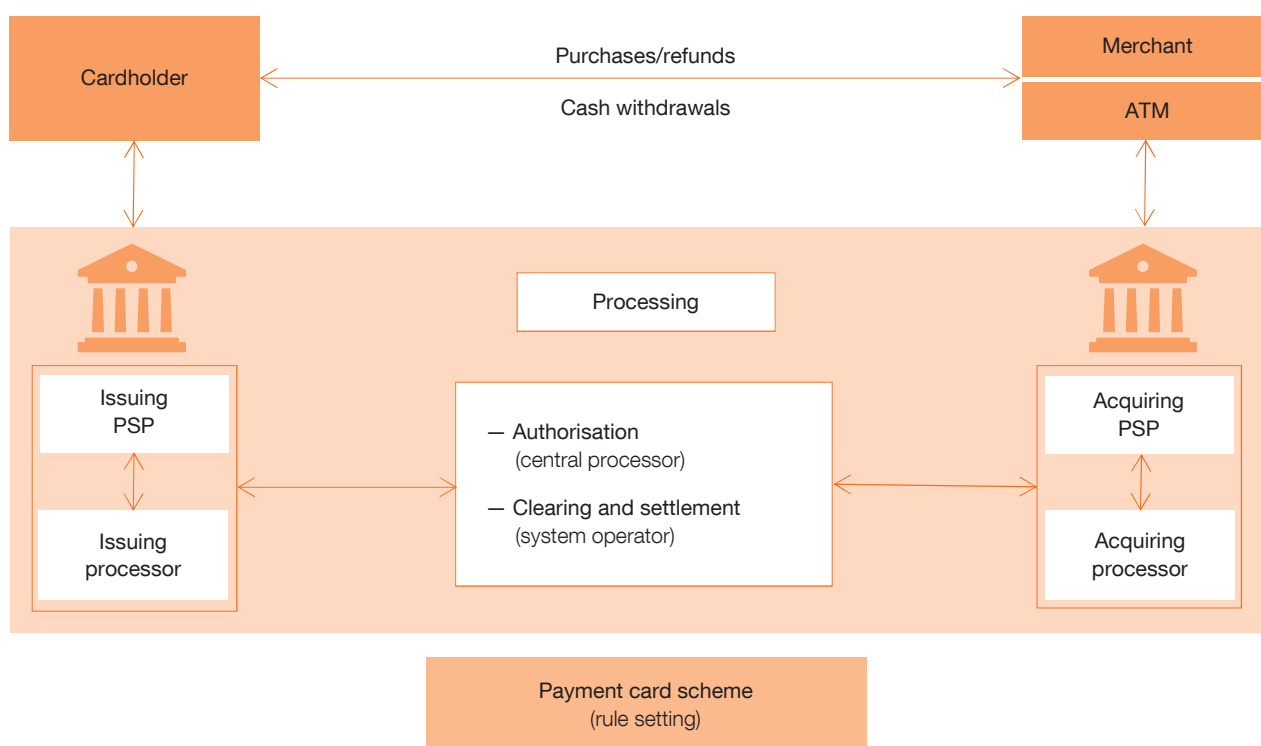 Cardholder
Purchases/refunds
Cash withdrawals
Merchant
ATM
Processing
Issuing
PSP
Issuing
processor
— Authorisation
(central processor)
— Clearing and settlement
(system operator)
Acquiring
PSP
Acquiring
processor
Payment card scheme
(rule setting)